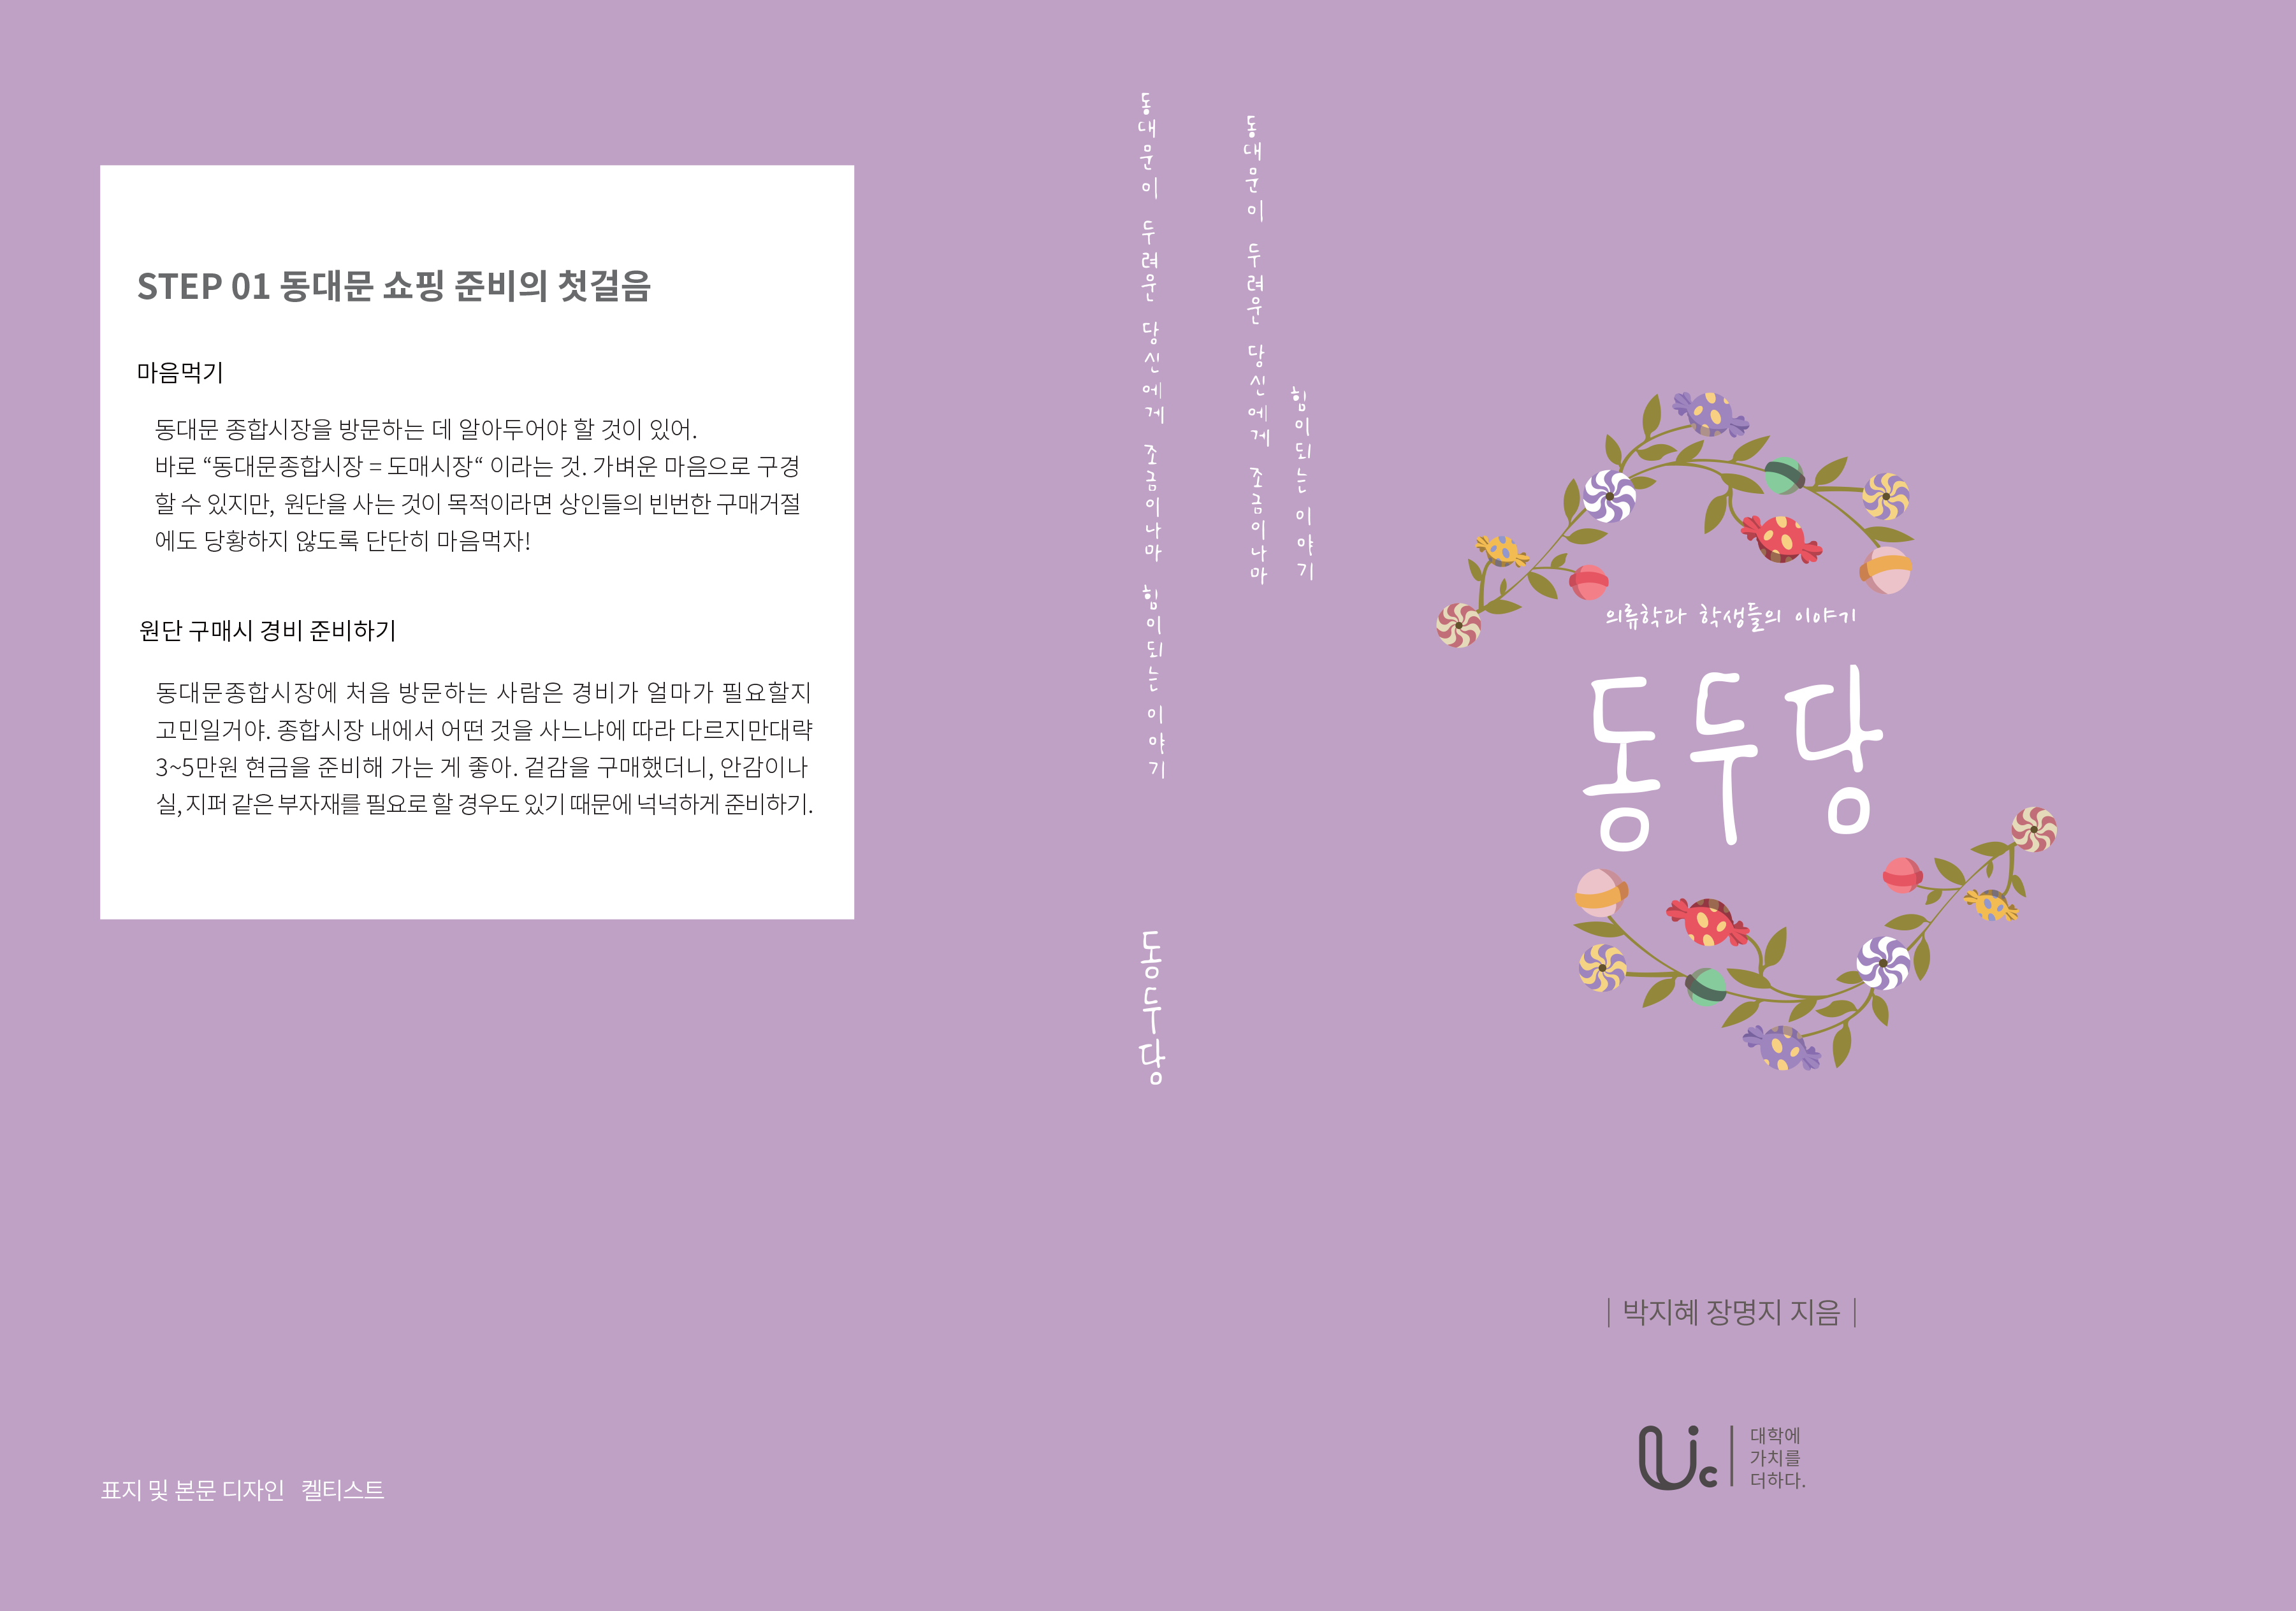 STEP 01 동대문 쇼핑 준비의 첫걸음
마음먹기
동대문 종합시장을 방문하는 데 알아두어야 할 것이 있어.
바로 “동대문종합시장 = 도매시장“ 이라는 것. 가벼운 마음으로 구경
할 수 있지만, 원단을 사는 것이 목적이라면 상인들의 빈번한 구매거절
에도 당황하지 않도록 단단히 마음먹자!
원단 구매시 경비 준비하기
동대문종합시장에 처음 방문하는 사람은 경비가 얼마가 필요할지
고민일거야. 종합시장 내에서 어떤 것을 사느냐에 따라 다르지만대략
3~5만원 현금을 준비해 가는 게 좋아. 겉감을 구매했더니, 안감이나
실, 지퍼 같은 부자재를 필요로 할 경우도 있기 때문에 넉넉하게 준비하기.
표지 및 본문 디자인 켈티스트
동대문이 두려운 당신에게 조금이나마 힘이되는 이야기
동두당
동대문이 두려운 당신에게 조금이나마
힘이되는 이야기
의류학과 학생들의 이야기
동두당
| 박지혜 장명지 지음 |
Uic
대학에
가치를
더하다.